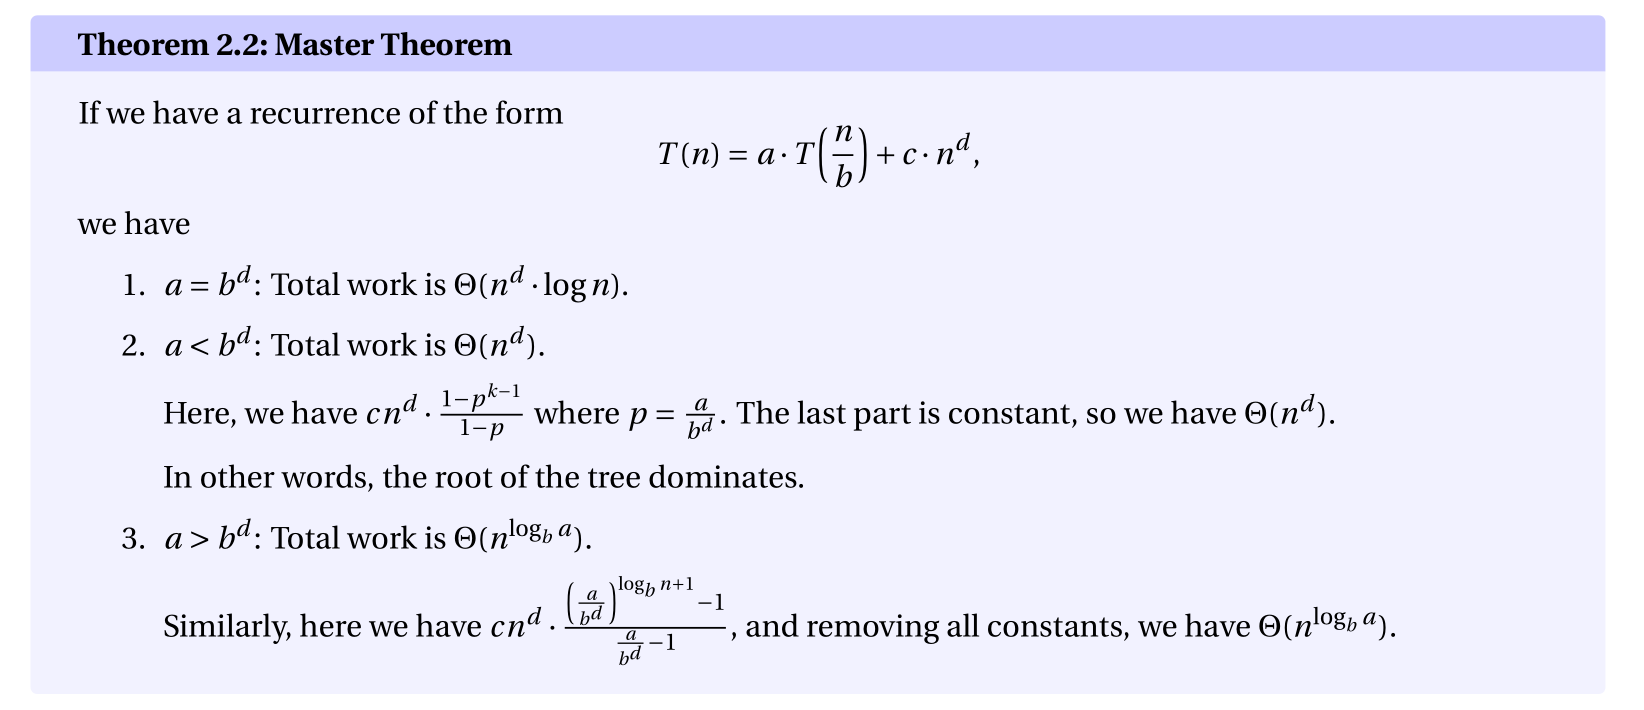 Theorem 2.2: Master Theorem
If we have a recurrence of the form
$T(n) = a \cdot T\left(\frac{n}{b}\right) + c \cdot n^d,$
we have
1. $a = b^d$: Total work is $\Theta(n^d \cdot \log n)$.
2. $a < b^d$: Total work is $\Theta(n^d)$.
Here, we have $cn^d \cdot \frac{1-p^{k-1}}{1-p}$ where $p = \frac{a}{b^d}$. The last part is constant, so we have $\Theta(n^d)$.
In other words, the root of the tree dominates.
3. $a > b^d$: Total work is $\Theta(n^{\log_b a})$.
Similarly, here we have $cn^d \cdot \frac{\left(\frac{a}{b^d}\right)^{\log_b n+1}-1}{\frac{a}{b^d}-1}$, and removing all constants, we have $\Theta(n^{\log_b a})$.